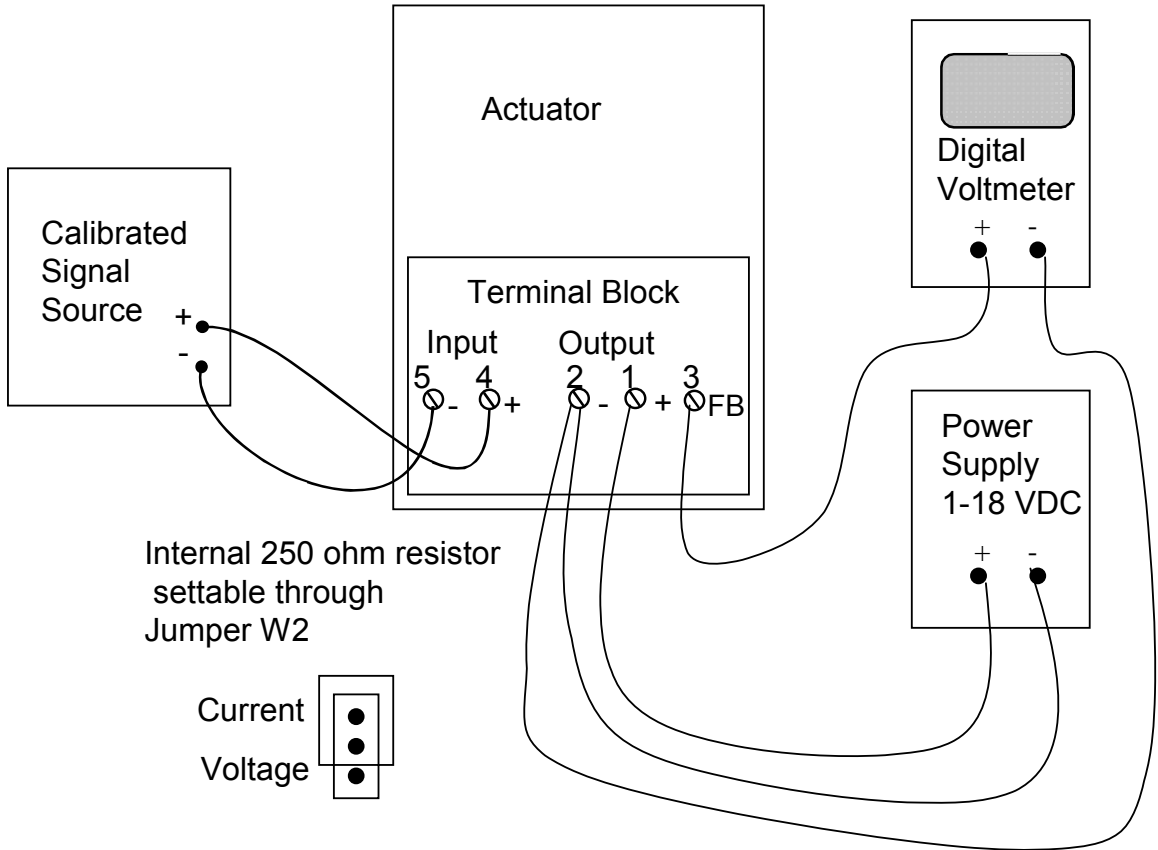 Actuator
Digital
Voltmeter
+ -
Calibrated
Signal
Source
+
-
Terminal Block
Input Output
5 4 2 1 3
- + - + FB
Power
Supply
1-18 VDC
+ -
Internal 250 ohm resistor
settable through
Jumper W2
Current
Voltage